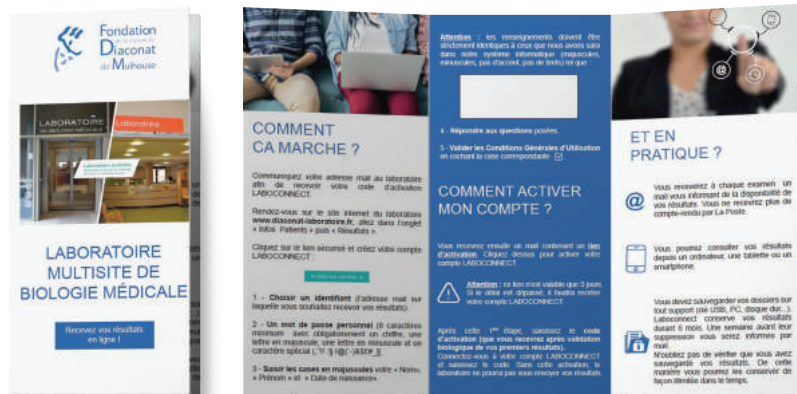 Fondation
Diaconat
de Mulhouse
LABORATOIRE
DE BIOLOGIE MÉDICALE
Laboratoire
LABORATOIRE
MULTISITE DE
BIOLOGIE MÉDICALE
Recevez vos résultats
en ligne !
COMMENT
CA MARCHE ?
Communiquez votre adresse mail au laboratoire
afin de recevoir votre code d'activation
LABOCONNECT.
Rendez-vous sur le site internet du laboratoire
www.diaconat-laboratoire.fr, allez dans l'onglet
« Infos Patients » puis « Résultats ».
Cliquez sur le lien sécurisé et créez votre compte
LABOCONNECT :
1 - Choisir un identifiant (l'adresse mail sur
laquelle vous souhaitez recevoir vos résultats).
2 - Un mot de passe personnel (8 caractères
minimum avec obligatoirement un chiffre, une
lettre en majuscule, une lettre en minuscule et un
caractère spécial
3 - Saisir les cases en majuscules votre « Nom»,
« Prénom » et « Date de naissance»
Attention : les renseignements doivent être
strictement identiques à ceux que nous avons saisi
dans notre système informatique (majuscules,
minuscules, pas d'accent, pas de tirets) tel que
4 - Répondre aux questions posées.
5 - Valider les Conditions Générales d'Utilisation
en cochant la case correspondante ☑
COMMENT ACTIVER
MON COMPTE ?
Vous recevrez ensuite un mail contenant un lien
d'activation. Cliquez dessus pour activer votre
compte LABOCONNECT.
Attention : ce lien n'est valable que 3 jours
Si le délai est dépassé, il faudra recréer
votre compte LABOCONNECT.
Après cette 1ère étape, saisissez le code
d'activation (que vous recevrez après validation
biologique de vos premiers résultats).
Connectez-vous à votre compte LABOCONNECT
et saisissez le code. Sans cette activation, le
laboratoire ne pourra pas vous envoyer vos résultats
ET EN
PRATIQUE ?
@
Vous recevrez à chaque examen un
mail vous informant de la disponibilité de
vos résultats. Vous ne recevrez plus de
compte-rendu par La Poste.
Vous pourrez consulter vos résultats
depuis un ordinateur, une tablette ou un
smartphone.
Vous devez sauvegarder vos dossiers sur
tout support (clé USB, PC, disque dur...).
Laboconnect conserve vos résultats
durant 6 mois. Une semaine avant leur
suppression vous serez informés par
mail.
N'oubliez pas de vérifier que vous avez
sauvegardé vos résultats. De cette
manière vous pourrez les conserver de
façon illimitée dans le temps.